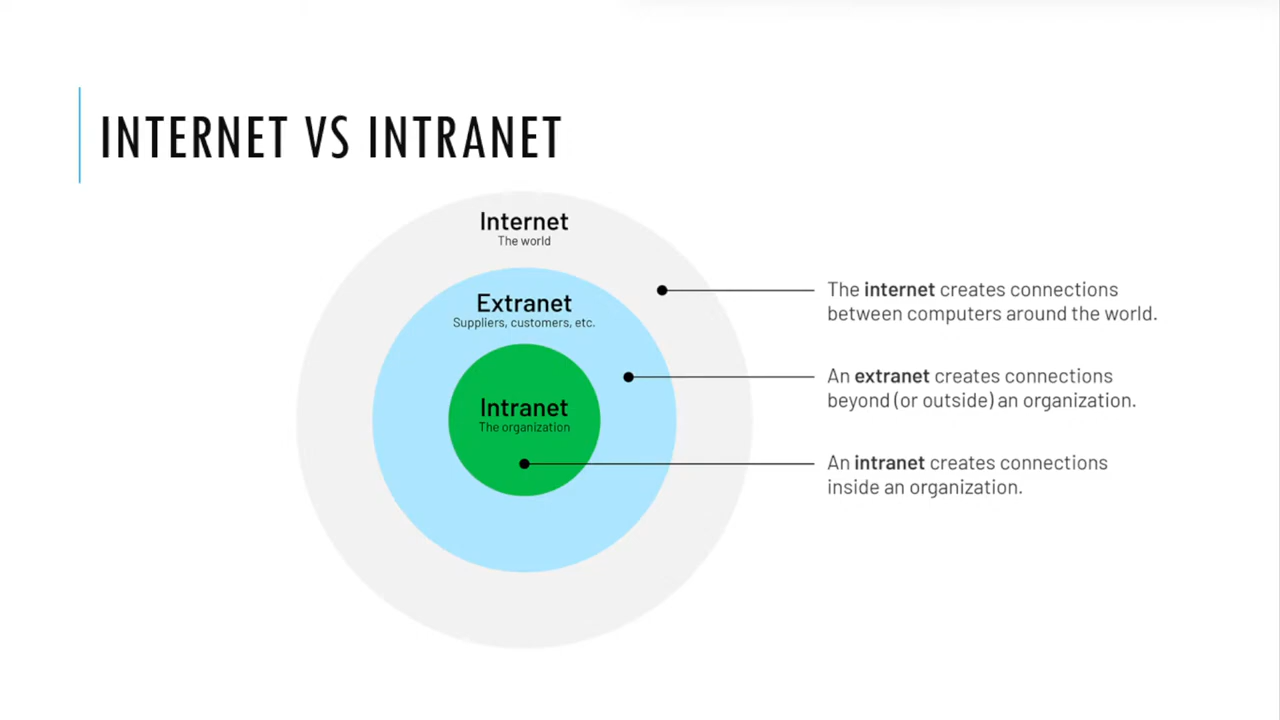 INTERNET VS INTRANET
Internet
The world
Extranet
Suppliers, customers, etc.
Intranet
The organization
The internet creates connections
between computers around the world.
An extranet creates connections
beyond (or outside) an organization.
An intranet creates connections
inside an organization.